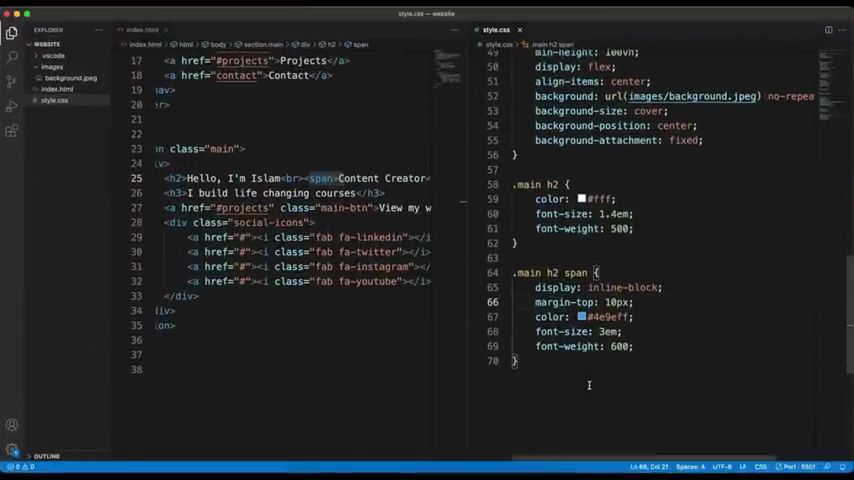 style.css — website
EXPLORER
WEBSITE
.vscode
images
background.jpeg
index.html
style.css
OUTLINE
index.html
index.html > html > body > section.main > div > h2 > span
17 <a href="#projects">Projects</a>
18 <a href="contact">Contact</a>
19 nav>
20 er>
21
22
23 on class="main">
24 iv>
25 <h2>Hello, I'm Islam<br><span>Content Creator<
26 <h3>I build life changing courses</h3>
27 <a href="#projects" class="main-btn">View my w
28 <div class="social-icons">
29 <a href="#"><i class="fab fa-linkedin"></i
30 <a href="#"><i class="fab fa-twitter"></i>
31 <a href="#"><i class="fab fa-instagram"></
32 <a href="#"><i class="fab fa-youtube"></i>
33 </div>
34 div>
35 ion>
36
37
38
style.css
style.css > .main h2 span
49 min-height: 100vh;
50 display: flex;
51 align-items: center;
52 background: url(images/background.jpeg) no-repea
53 background-size: cover;
54 background-position: center;
55 background-attachment: fixed;
56 }
57
58 .main h2 {
59 color: #fff;
60 font-size: 1.4em;
61 font-weight: 500;
62 }
63
64 .main h2 span {
65 display: inline-block;
66 margin-top: 10px;
67 color: #4e9eff;
68 font-size: 3em;
69 font-weight: 600;
70 }
0 0 Ln 66, Col 21 Spaces: 4 UTF-8 LF CSS Port : 5501